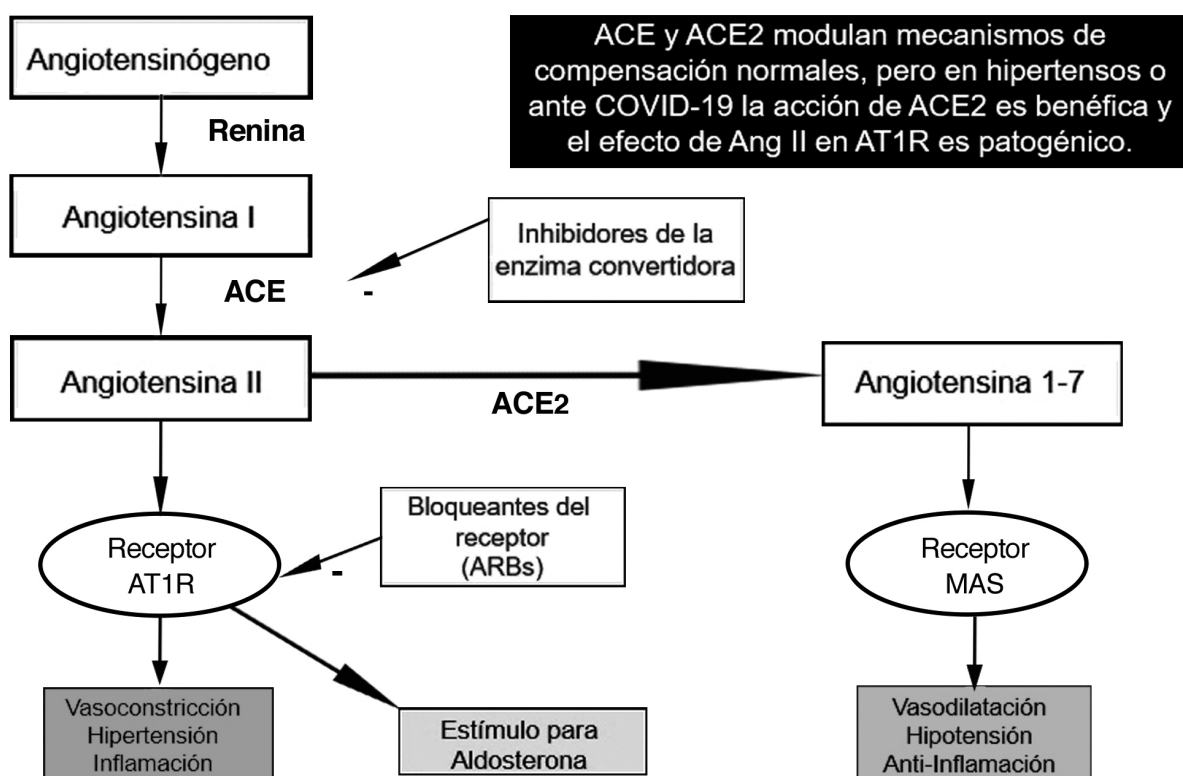 Angiotensinógeno
ACE y ACE2 modulan mecanismos de
compensación normales, pero en hipertensos o
ante COVID-19 la acción de ACE2 es benéfica y
el efecto de Ang II en AT1R es patogénico.
Renina
Angiotensina I
Inhibidores de la
enzima convertidora
ACE
-
Angiotensina II
ACE2
Angiotensina 1-7
Bloqueantes del
receptor
(ARBs)
-
Receptor
AT1R
Receptor
MAS
Vasoconstricción
Hipertensión
Inflamación
Estímulo para
Aldosterona
Vasodilatación
Hipotensión
Anti-Inflamación